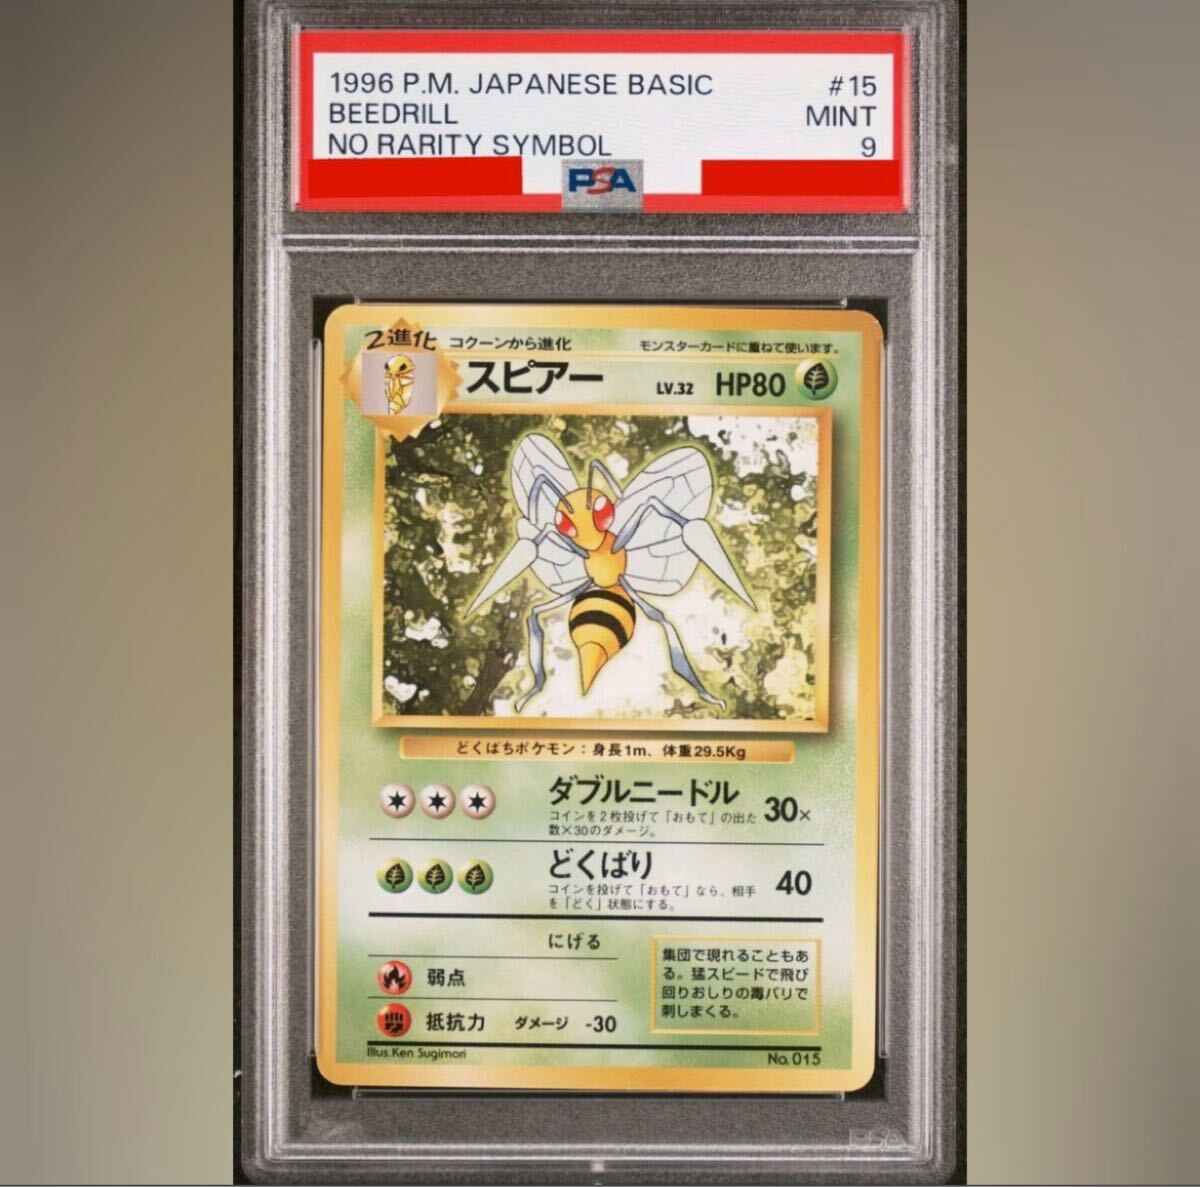 1996 P.M. JAPANESE BASIC #15
BEEDRILL MINT
NO RARITY SYMBOL 9
PSA
2進化 コクーンから進化 モンスターカードに重ねて使います。
スピアー LV.32 HP80
どくばちポケモン：身長1m、体重29.5Kg
ダブルニードル 30×
コインを2枚投げて「おもて」の出た
数×30のダメージ。
どくばり 40
コインを投げて「おもて」なら、相手
を「どく」状態にする。
にげる
弱点
抵抗力 ダメージ -30
集団で現れることもあ
る。猛スピードで飛び
回りおしりの毒バリで
刺しまくる。
Illus.Ken Sugimori No.015
PSA